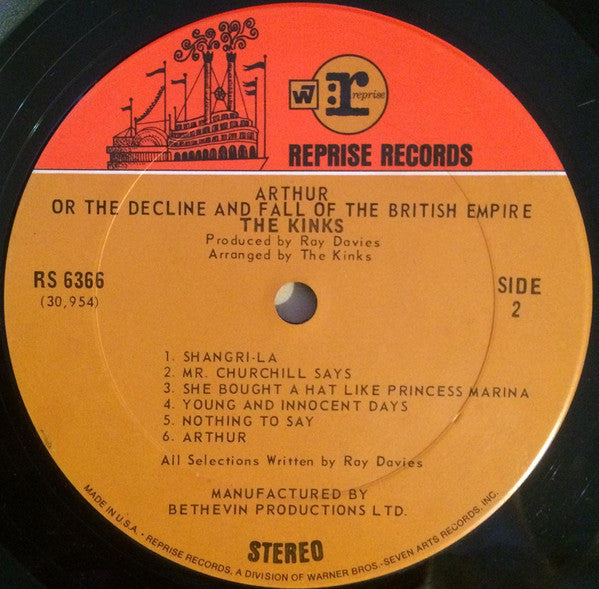 W7 r reprise
REPRISE RECORDS
ARTHUR
OR THE DECLINE AND FALL OF THE BRITISH EMPIRE
THE KINKS
Produced by Ray Davies
Arranged by The Kinks
RS 6366
(30,954)
SIDE
2
1. SHANGRI-LA
2. MR. CHURCHILL SAYS
3. SHE BOUGHT A HAT LIKE PRINCESS MARINA
4. YOUNG AND INNOCENT DAYS
5. NOTHING TO SAY
6. ARTHUR
All Selections Written by Ray Davies
MANUFACTURED BY
BETHEVIN PRODUCTIONS LTD.
STEREO
MADE IN U.S.A. • REPRISE RECORDS, A DIVISION OF WARNER BROS.-SEVEN ARTS RECORDS, INC.